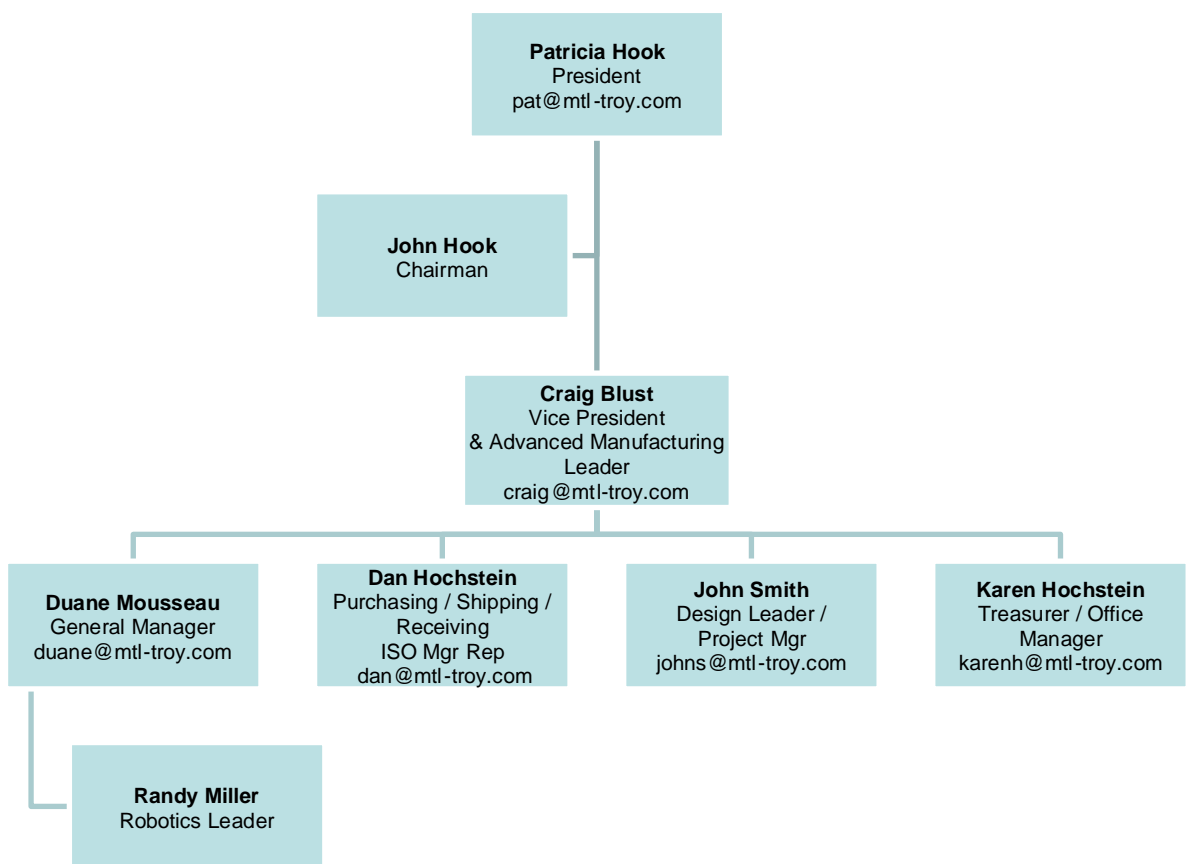 Patricia Hook
President
pat@mtl-troy.com
John Hook
Chairman
Craig Blust
Vice President
& Advanced Manufacturing
Leader
craig@mtl-troy.com
Duane Mousseau
General Manager
duane@mtl-troy.com
Dan Hochstein
Purchasing / Shipping /
Receiving
ISO Mgr Rep
dan@mtl-troy.com
John Smith
Design Leader /
Project Mgr
johns@mtl-troy.com
Karen Hochstein
Treasurer / Office
Manager
karenh@mtl-troy.com
Randy Miller
Robotics Leader